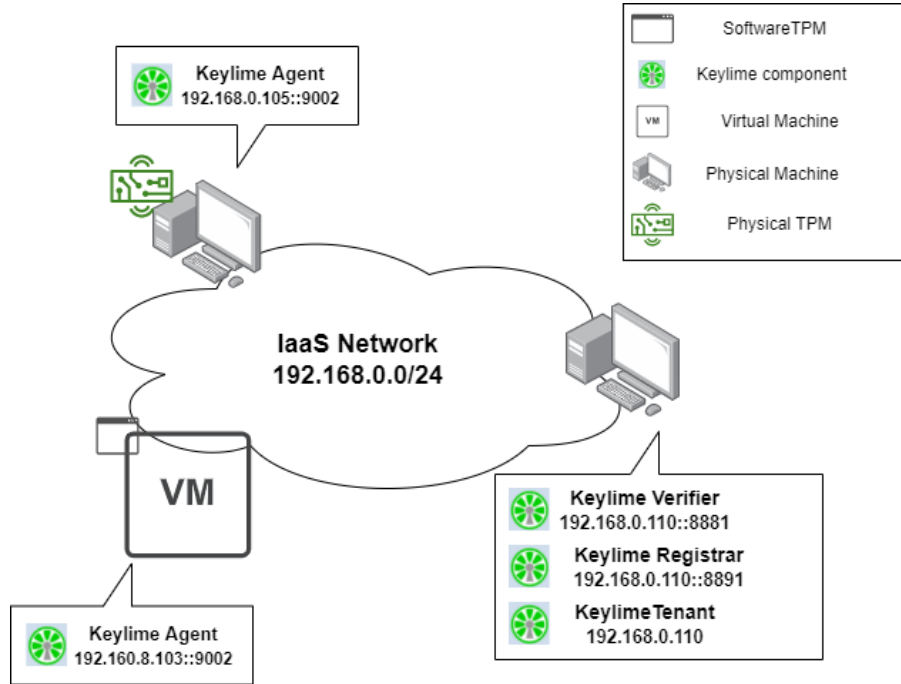 Keylime Agent
192.168.0.105::9002
SoftwareTPM
Keylime component
VM
Virtual Machine
Physical Machine
Physical TPM
IaaS Network
192.168.0.0/24
VM
Keylime Agent
192.160.8.103::9002
Keylime Verifier
192.168.0.110::8881
Keylime Registrar
192.168.0.110::8891
KeylimeTenant
192.168.0.110